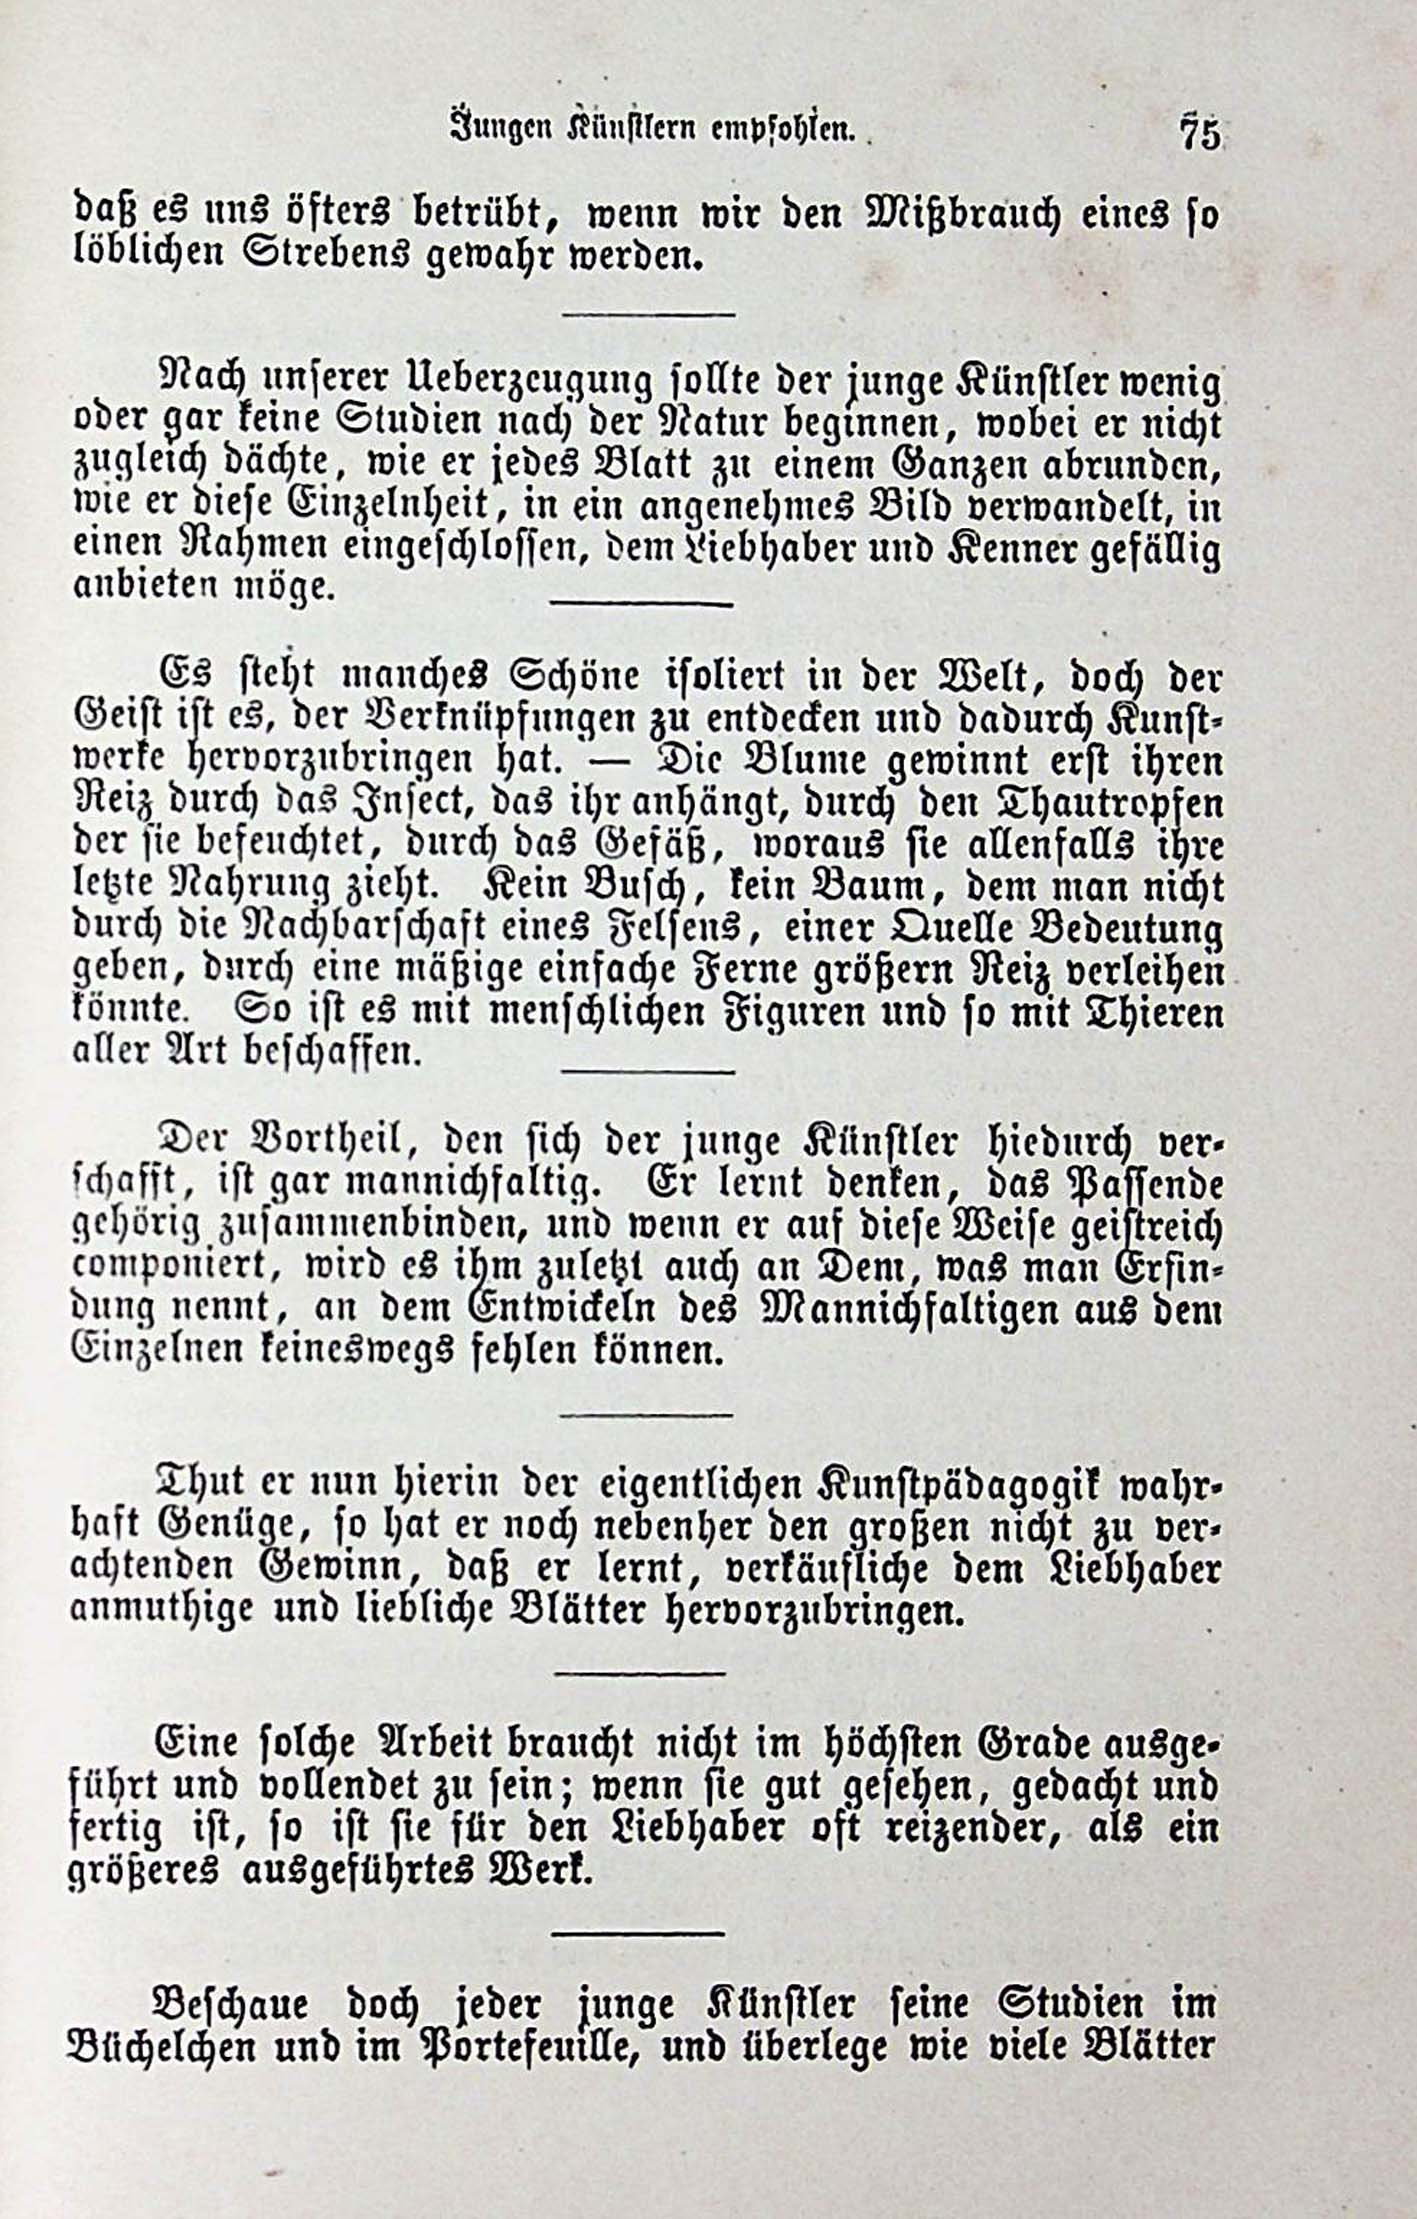 Jungen Künstlern empfohlen. 75
daß es uns öfters betrübt, wenn wir den Mißbrauch eines so
löblichen Strebens gewahr werden.
Nach unserer Ueberzeugung sollte der junge Künstler wenig
oder gar keine Studien nach der Natur beginnen, wobei er nicht
zugleich dächte, wie er jedes Blatt zu einem Ganzen abrunden,
wie er diese Einzelnheit, in ein angenehmes Bild verwandelt, in
einen Rahmen eingeschlossen, dem Liebhaber und Kenner gefällig
anbieten möge.
Es steht manches Schöne isoliert in der Welt, doch der
Geist ist es, der Verknüpfungen zu entdecken und dadurch Kunst-
werke hervorzubringen hat. — Die Blume gewinnt erst ihren
Reiz durch das Insect, das ihr anhängt, durch den Thautropfen
der sie befeuchtet, durch das Gefäß, woraus sie allenfalls ihre
letzte Nahrung zieht. Kein Busch, kein Baum, dem man nicht
durch die Nachbarschaft eines Felsens, einer Quelle Bedeutung
geben, durch eine mäßige einfache Ferne größern Reiz verleihen
könnte. So ist es mit menschlichen Figuren und so mit Thieren
aller Art beschaffen.
Der Vortheil, den sich der junge Künstler hiedurch ver-
schafft, ist gar mannichfaltig. Er lernt denken, das Passende
gehörig zusammenbinden, und wenn er auf diese Weise geistreich
componiert, wird es ihm zuletzt auch an Dem, was man Erfin-
dung nennt, an dem Entwickeln des Mannichfaltigen aus dem
Einzelnen keineswegs fehlen können.
Thut er nun hierin der eigentlichen Kunstpädagogik wahr-
haft Genüge, so hat er noch nebenher den großen nicht zu ver-
achtenden Gewinn, daß er lernt, verkäufliche dem Liebhaber
anmuthige und liebliche Blätter hervorzubringen.
Eine solche Arbeit braucht nicht im höchsten Grade ausge-
führt und vollendet zu sein; wenn sie gut gesehen, gedacht und
fertig ist, so ist sie für den Liebhaber oft reizender, als ein
größeres ausgeführtes Werk.
Beschaue doch jeder junge Künstler seine Studien im
Büchelchen und im Portefeuille, und überlege wie viele Blätter